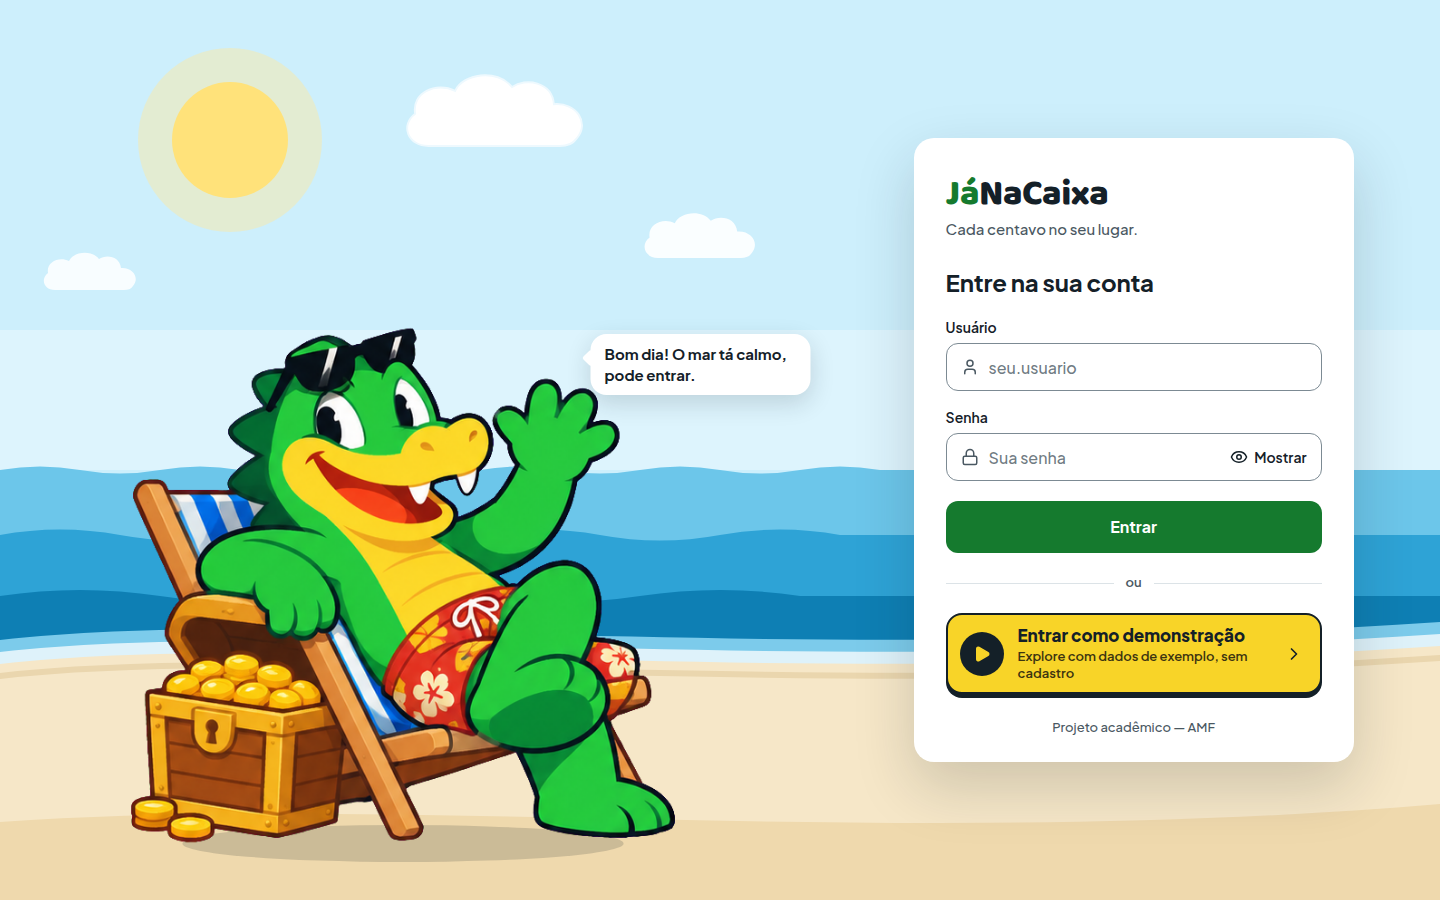 Bom dia! O mar tá calmo,
pode entrar.
JáNaCaixa
Cada centavo no seu lugar.
Entre na sua conta
Usuário
seu.usuario
Senha
Sua senha
Mostrar
Entrar
ou
Entrar como demonstração
Explore com dados de exemplo, sem
cadastro
Projeto acadêmico — AMF